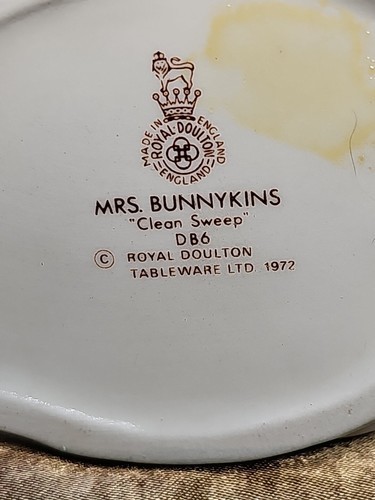 MADE IN ENGLAND
ROYAL·DOULTON
ENGLAND
MRS. BUNNYKINS
"Clean Sweep"
DB6
© ROYAL DOULTON
TABLEWARE LTD. 1972